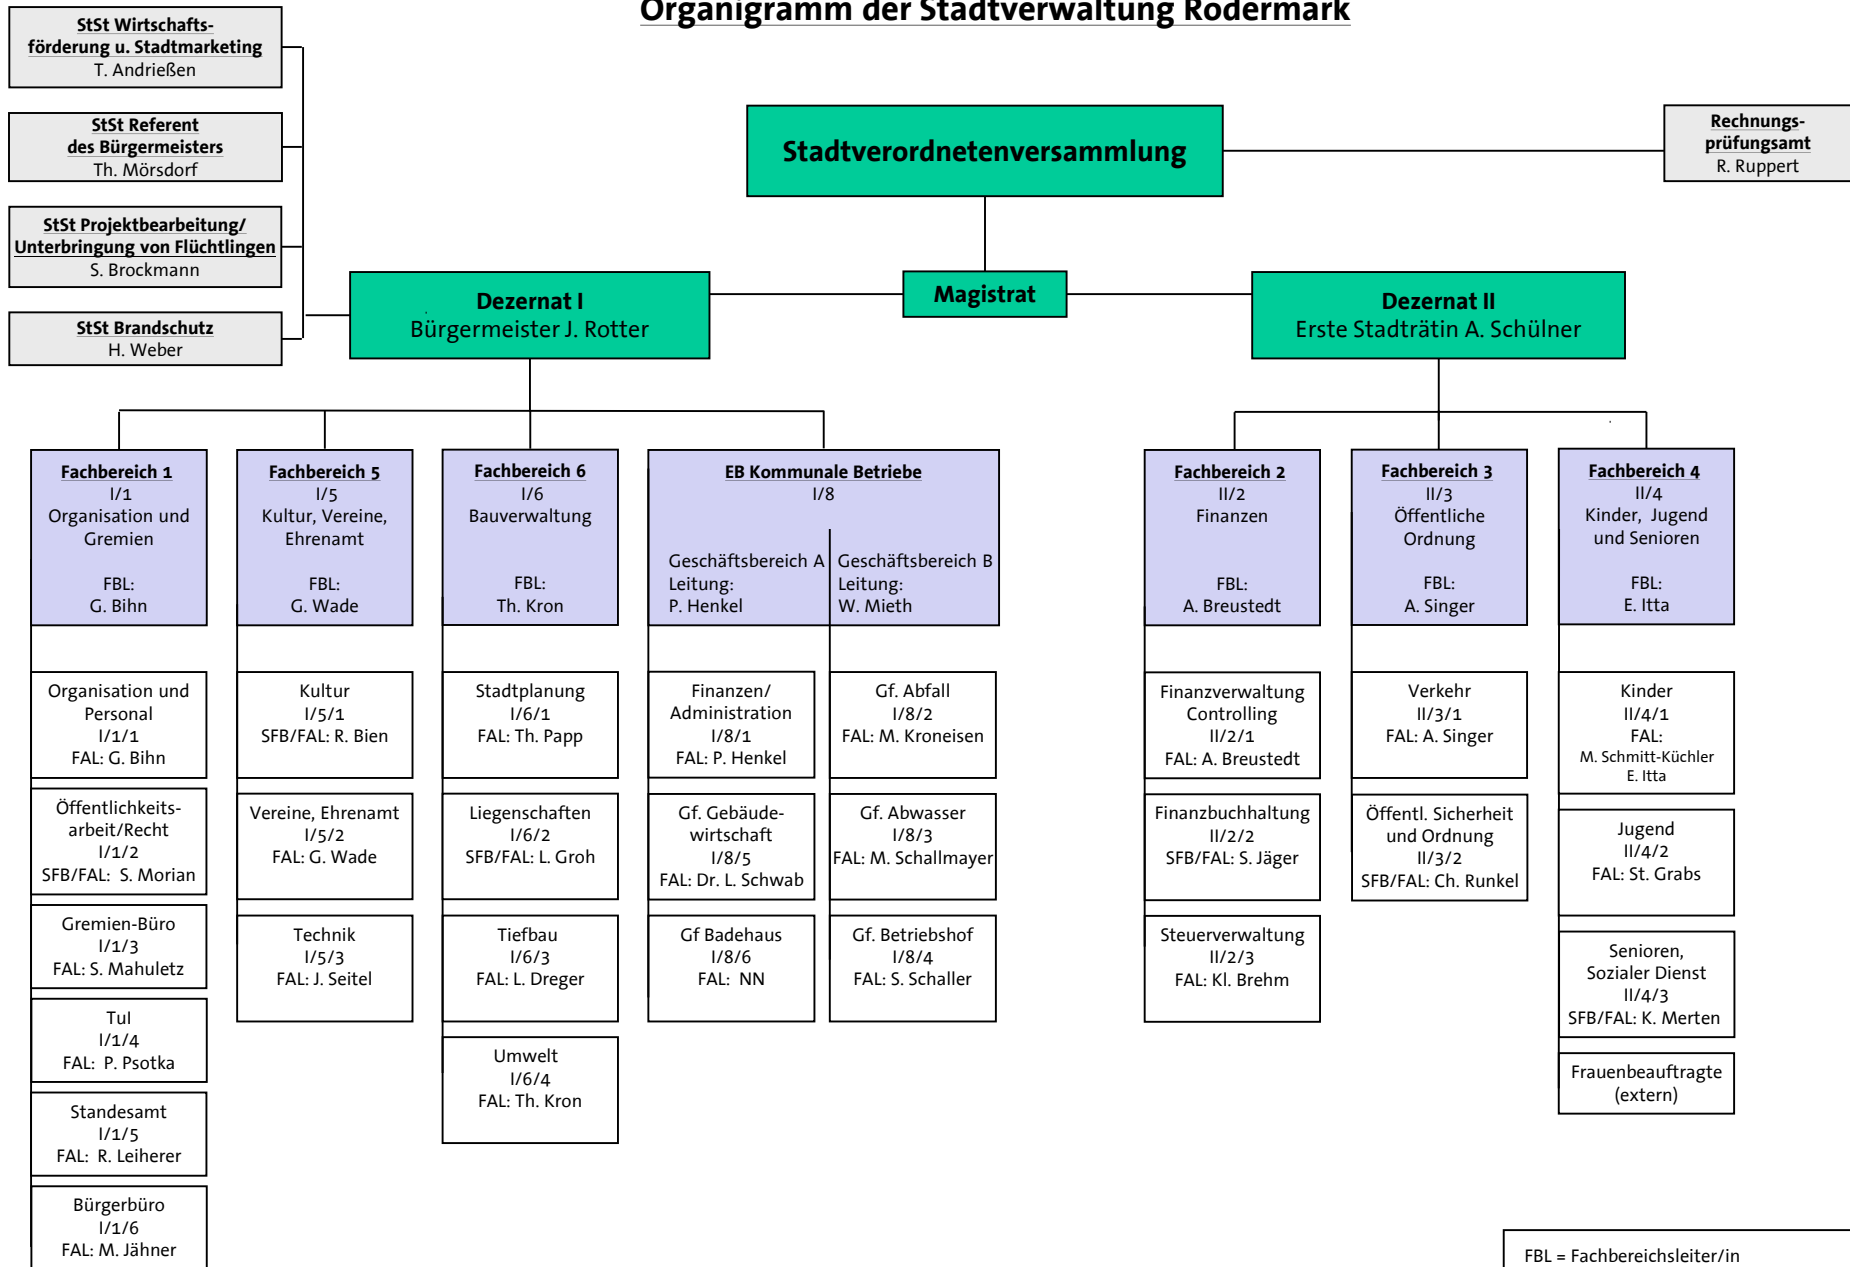 Organigramm der Stadtverwaltung Rödermark
StSt Wirtschafts-
förderung u. Stadtmarketing
T. Andrießen
StSt Referent
des Bürgermeisters
Th. Mörsdorf
StSt Projektbearbeitung/
Unterbringung von Flüchtlingen
S. Brockmann
StSt Brandschutz
H. Weber
Stadtverordnetenversammlung
Rechnungs-
prüfungsamt
R. Ruppert
Magistrat
Dezernat I
Bürgermeister J. Rotter
Dezernat II
Erste Stadträtin A. Schülner
Fachbereich 1
I/1
Organisation und
Gremien
FBL:
G. Bihn
Organisation und
Personal
I/1/1
FAL: G. Bihn
Öffentlichkeits-
arbeit/Recht
I/1/2
SFB/FAL: S. Morian
Gremien-Büro
I/1/3
FAL: S. Mahuletz
TuI
I/1/4
FAL: P. Psotka
Standesamt
I/1/5
FAL: R. Leiherer
Bürgerbüro
I/1/6
FAL: M. Jähner
Fachbereich 5
I/5
Kultur, Vereine,
Ehrenamt
FBL:
G. Wade
Kultur
I/5/1
SFB/FAL: R. Bien
Vereine, Ehrenamt
I/5/2
FAL: G. Wade
Technik
I/5/3
FAL: J. Seitel
Fachbereich 6
I/6
Bauverwaltung
FBL:
Th. Kron
Stadtplanung
I/6/1
FAL: Th. Papp
Liegenschaften
I/6/2
SFB/FAL: L. Groh
Tiefbau
I/6/3
FAL: L. Dreger
Umwelt
I/6/4
FAL: Th. Kron
EB Kommunale Betriebe
I/8
Geschäftsbereich A
Leitung:
P. Henkel
Geschäftsbereich B
Leitung:
W. Mieth
Finanzen/
Administration
I/8/1
FAL: P. Henkel
Gf. Gebäude-
wirtschaft
I/8/5
FAL: Dr. L. Schwab
Gf Badehaus
I/8/6
FAL: NN
Gf. Abfall
I/8/2
FAL: M. Kroneisen
Gf. Abwasser
I/8/3
FAL: M. Schallmayer
Gf. Betriebshof
I/8/4
FAL: S. Schaller
Fachbereich 2
II/2
Finanzen
FBL:
A. Breustedt
Finanzverwaltung
Controlling
II/2/1
FAL: A. Breustedt
Finanzbuchhaltung
II/2/2
SFB/FAL: S. Jäger
Steuerverwaltung
II/2/3
FAL: Kl. Brehm
Fachbereich 3
II/3
Öffentliche
Ordnung
FBL:
A. Singer
Verkehr
II/3/1
FAL: A. Singer
Öffentl. Sicherheit
und Ordnung
II/3/2
SFB/FAL: Ch. Runkel
Fachbereich 4
II/4
Kinder, Jugend
und Senioren
FBL:
E. Itta
Kinder
II/4/1
FAL:
M. Schmitt-Küchler
E. Itta
Jugend
II/4/2
FAL: St. Grabs
Senioren,
Sozialer Dienst
II/4/3
SFB/FAL: K. Merten
Frauenbeauftragte
(extern)
FBL = Fachbereichsleiter/in